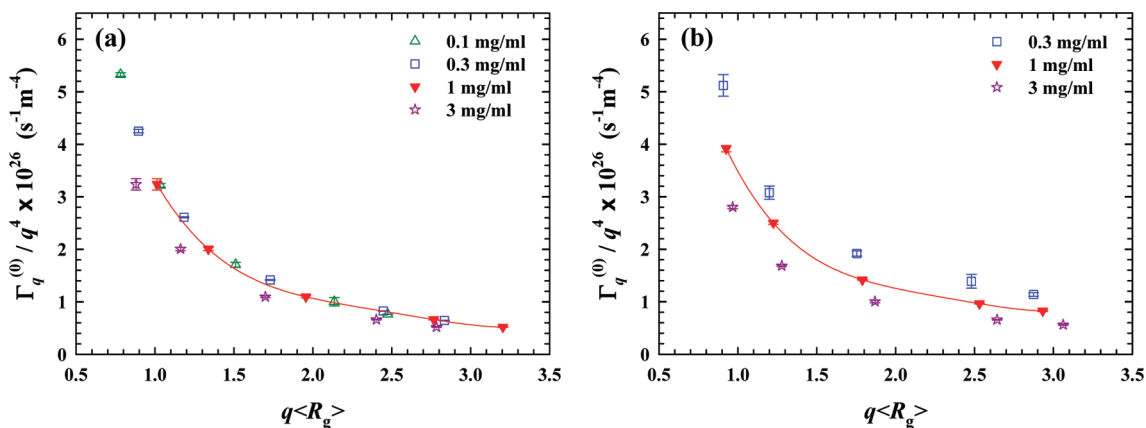 (a)
0.1 mg/ml
0.3 mg/ml
1 mg/ml
3 mg/ml
Γq(0) / q4 x 1026 (s-1m-4)
6
5
4
3
2
1
0
0.5 1.0 1.5 2.0 2.5 3.0 3.5
q<Rg>
(b)
0.3 mg/ml
1 mg/ml
3 mg/ml
Γq(0) / q4 x 1026 (s-1m-4)
6
5
4
3
2
1
0
0.5 1.0 1.5 2.0 2.5 3.0 3.5
q<Rg>